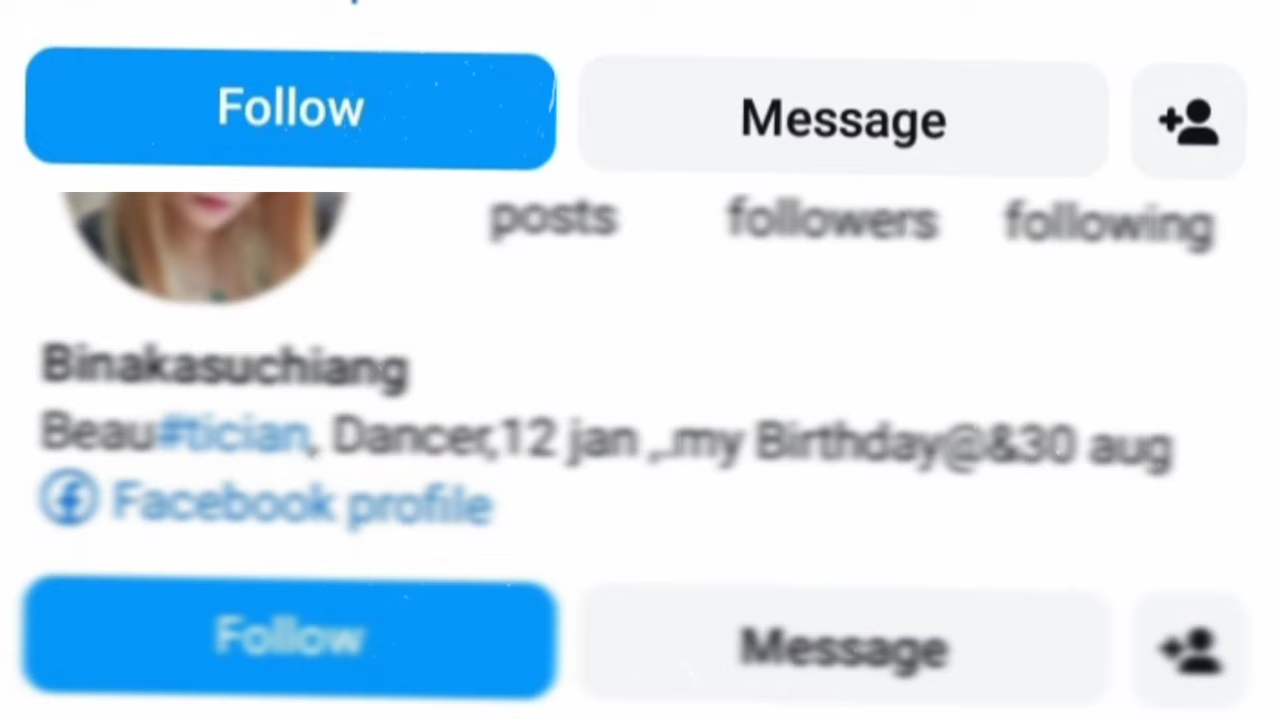 Follow Message
posts followers following
Binakasuchiang
Beau#tician, Dancer,12 jan ,.my Birthday@&30 aug
Facebook profile
Follow Message